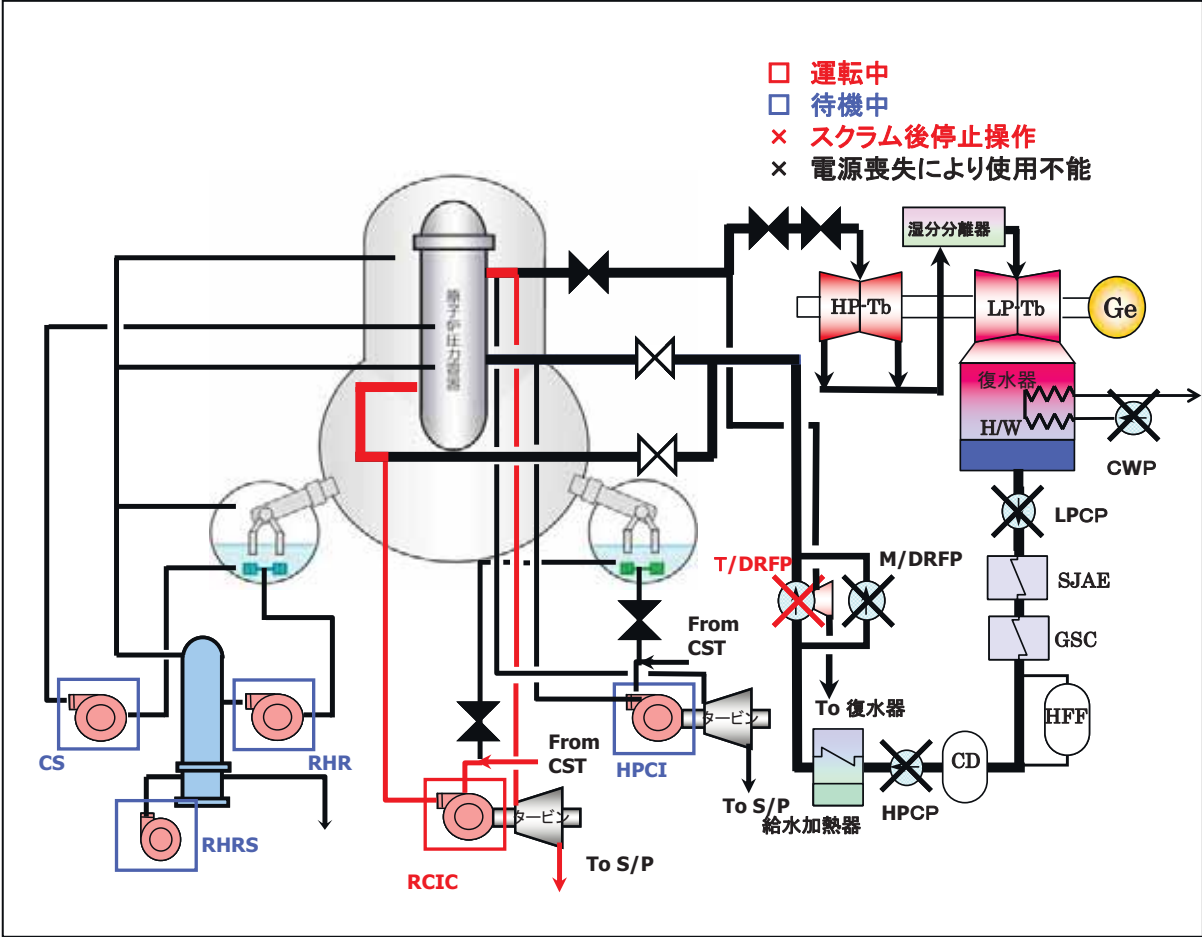 □ 運転中
□ 待機中
× スクラム後停止操作
× 電源喪失により使用不能
湿分分離器
HP-Tb
LP-Tb
Ge
原子炉圧力容器
復水器
H/W
CWP
LPCP
T/DRFP
M/DRFP
SJAE
GSC
From
CST
To 復水器
HFF
タービン
CS
RHR
From
CST
HPCI
CD
To S/P
給水加熱器
HPCP
タービン
RHRS
RCIC
To S/P